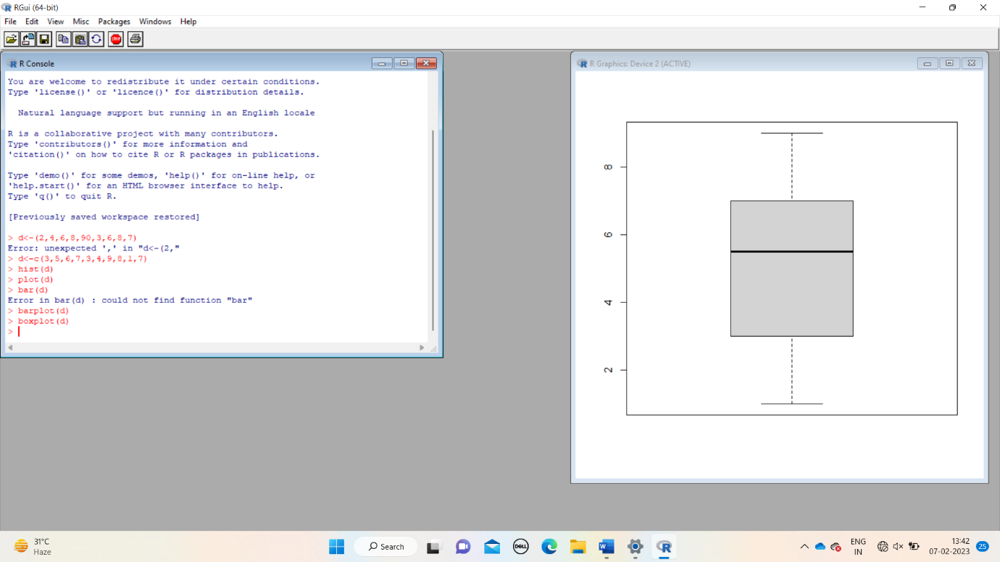 RGui (64-bit)
File Edit View Misc Packages Windows Help
STOP
R Console
You are welcome to redistribute it under certain conditions.
Type 'license()' or 'licence()' for distribution details.
Natural language support but running in an English locale
R is a collaborative project with many contributors.
Type 'contributors()' for more information and
'citation()' on how to cite R or R packages in publications.
Type 'demo()' for some demos, 'help()' for on-line help, or
'help.start()' for an HTML browser interface to help.
Type 'q()' to quit R.
[Previously saved workspace restored]
> d<-(2,4,6,8,90,3,6,8,7)
Error: unexpected ',' in "d<-(2,"
> d<-c(3,5,6,7,3,4,9,8,1,7)
> hist(d)
> plot(d)
> bar(d)
Error in bar(d) : could not find function "bar"
> barplot(d)
> boxplot(d)
>
R Graphics: Device 2 (ACTIVE)
8
6
4
2
31°C
Haze
Search
DELL
ENG
IN
13:42
07-02-2023
25